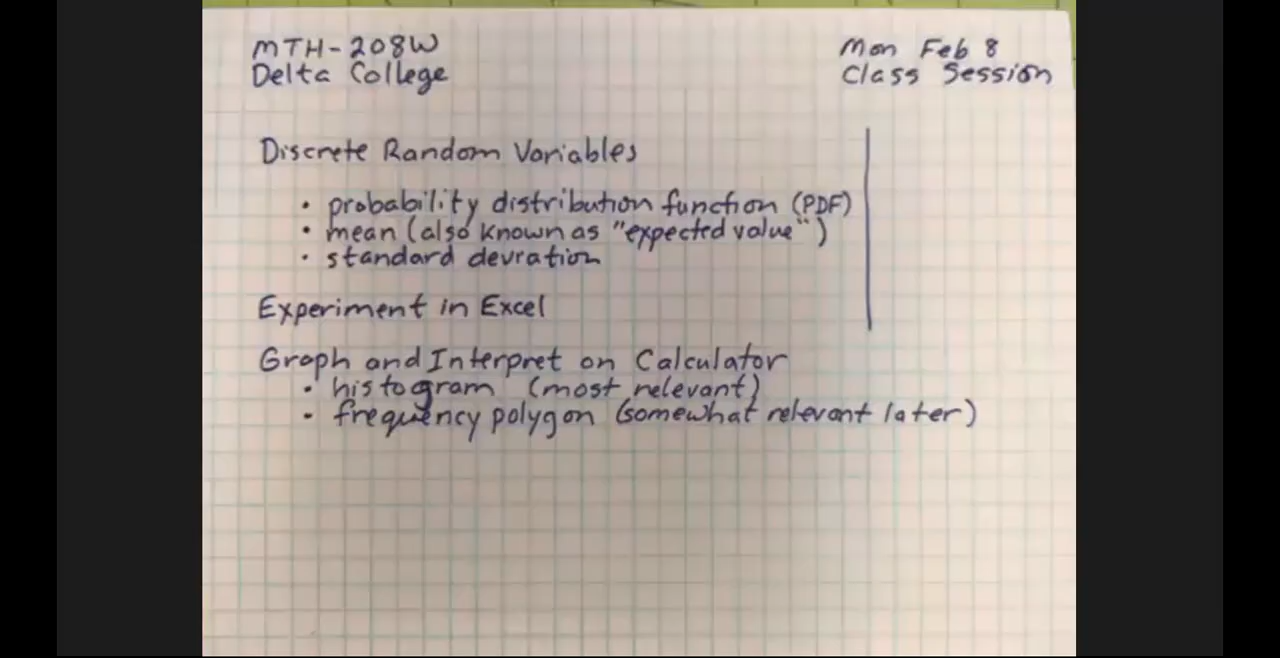 MTH-208W
Delta College
Mon Feb 8
Class Session
Discrete Random Variables
• probability distribution function (PDF)
• mean (also known as "expected value")
• standard deviation
Experiment in Excel
Graph and Interpret on Calculator
• histogram (most relevant)
• frequency polygon (somewhat relevant later)